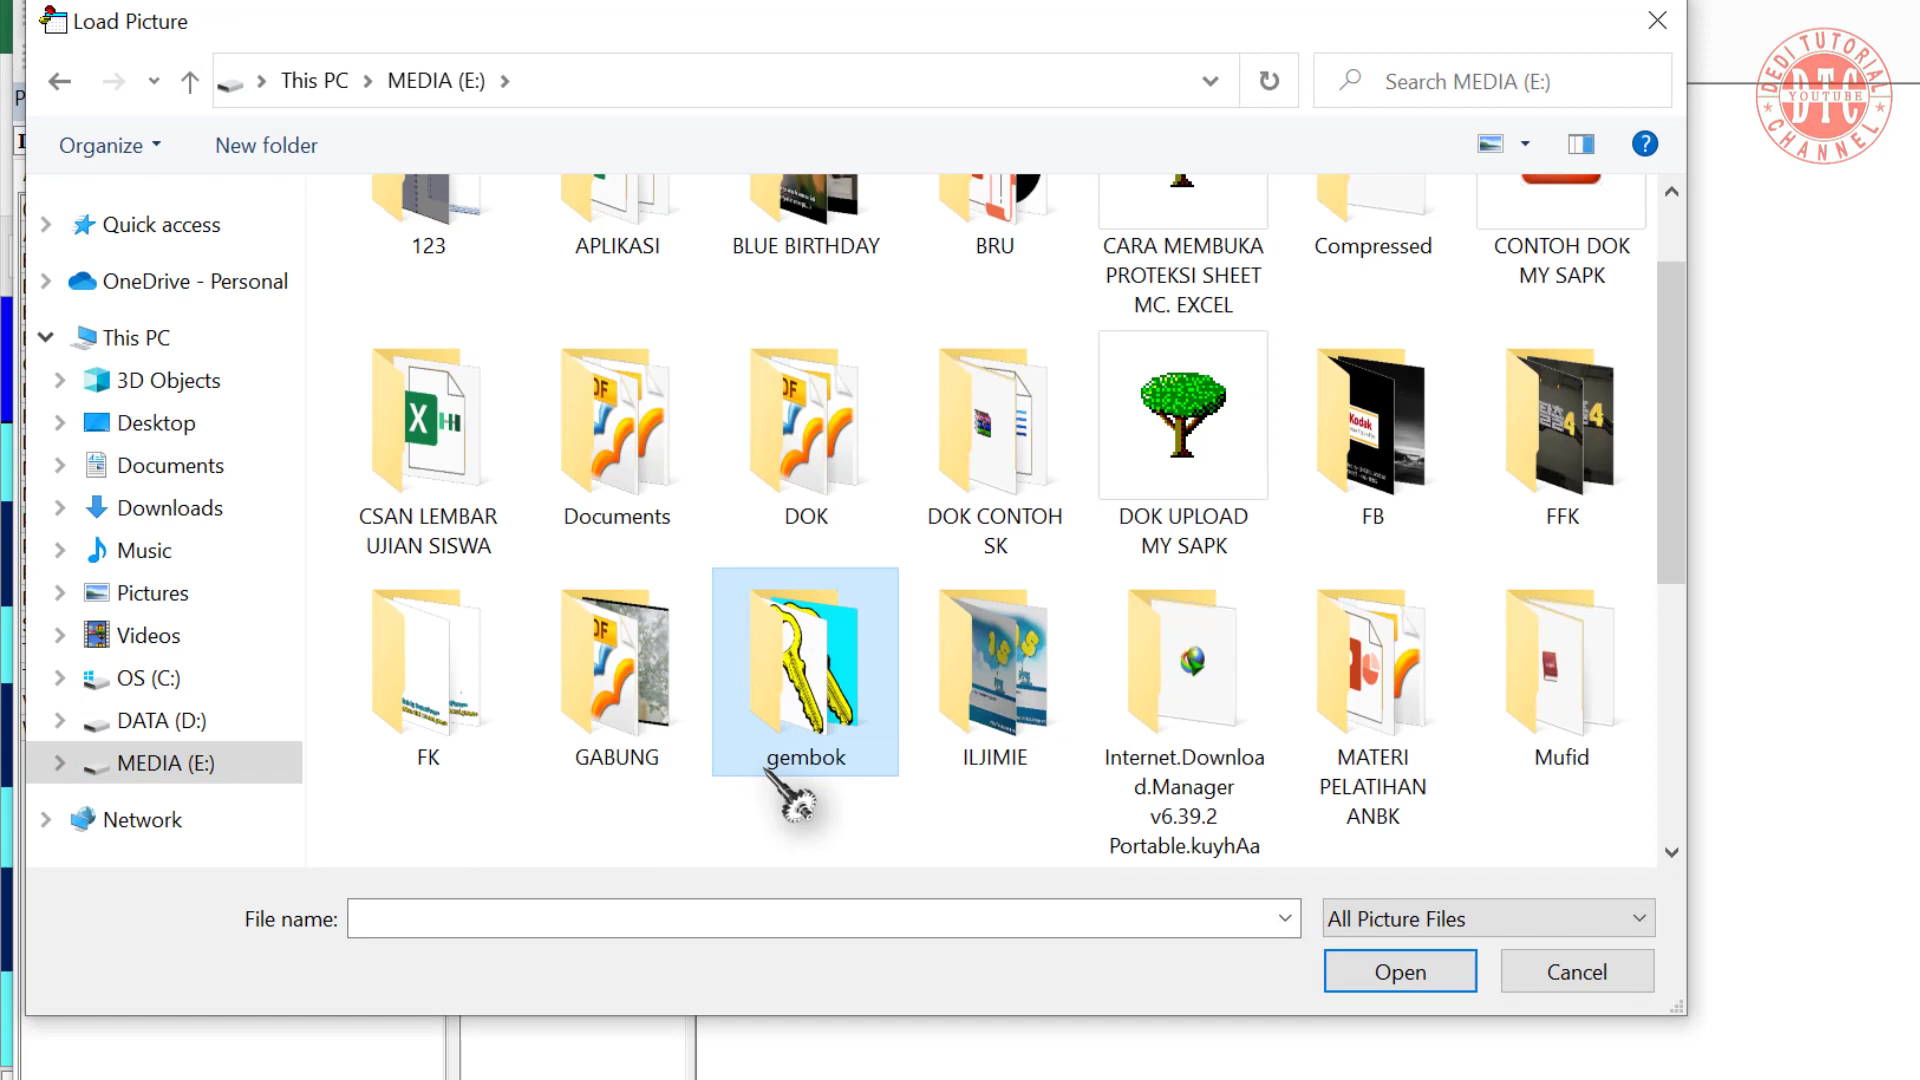 Load Picture
This PC
MEDIA (E:)
Search MEDIA (E:)
DEDI TUTORIAL
DTC
YOUTUBE
CHANNEL
Organize
New folder
Quick access
OneDrive - Personal
This PC
3D Objects
Desktop
Documents
Downloads
Music
Pictures
Videos
OS (C:)
DATA (D:)
MEDIA (E:)
Network
123
APLIKASI
BLUE BIRTHDAY
BRU
CARA MEMBUKA
PROTEKSI SHEET
MC. EXCEL
Compressed
CONTOH DOK
MY SAPK
CSAN LEMBAR
UJIAN SISWA
Documents
DOK
DOK CONTOH
SK
DOK UPLOAD
MY SAPK
Kodak
FB
FFK
FK
GABUNG
gembok
ILJIMIE
Internet.Downloa
d.Manager
v6.39.2
Portable.kuyhAa
MATERI
PELATIHAN
ANBK
Mufid
File name:
All Picture Files
Open
Cancel